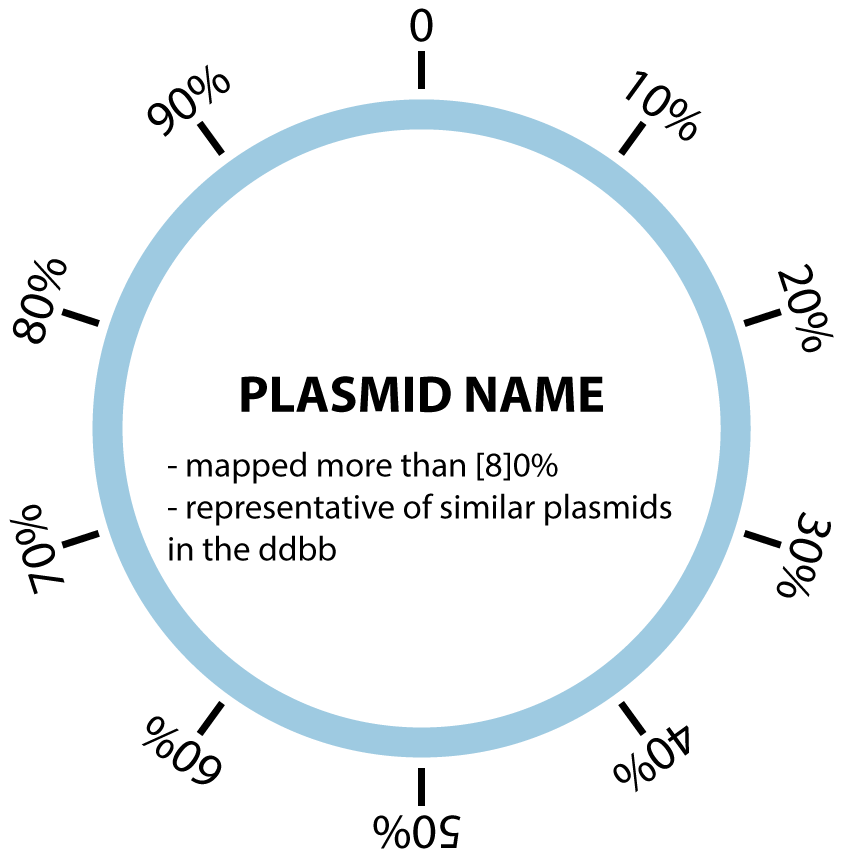 0
10%
20%
30%
40%
50%
60%
70%
80%
90%
PLASMID NAME
- mapped more than [8]0%
- representative of similar plasmids
in the ddbb